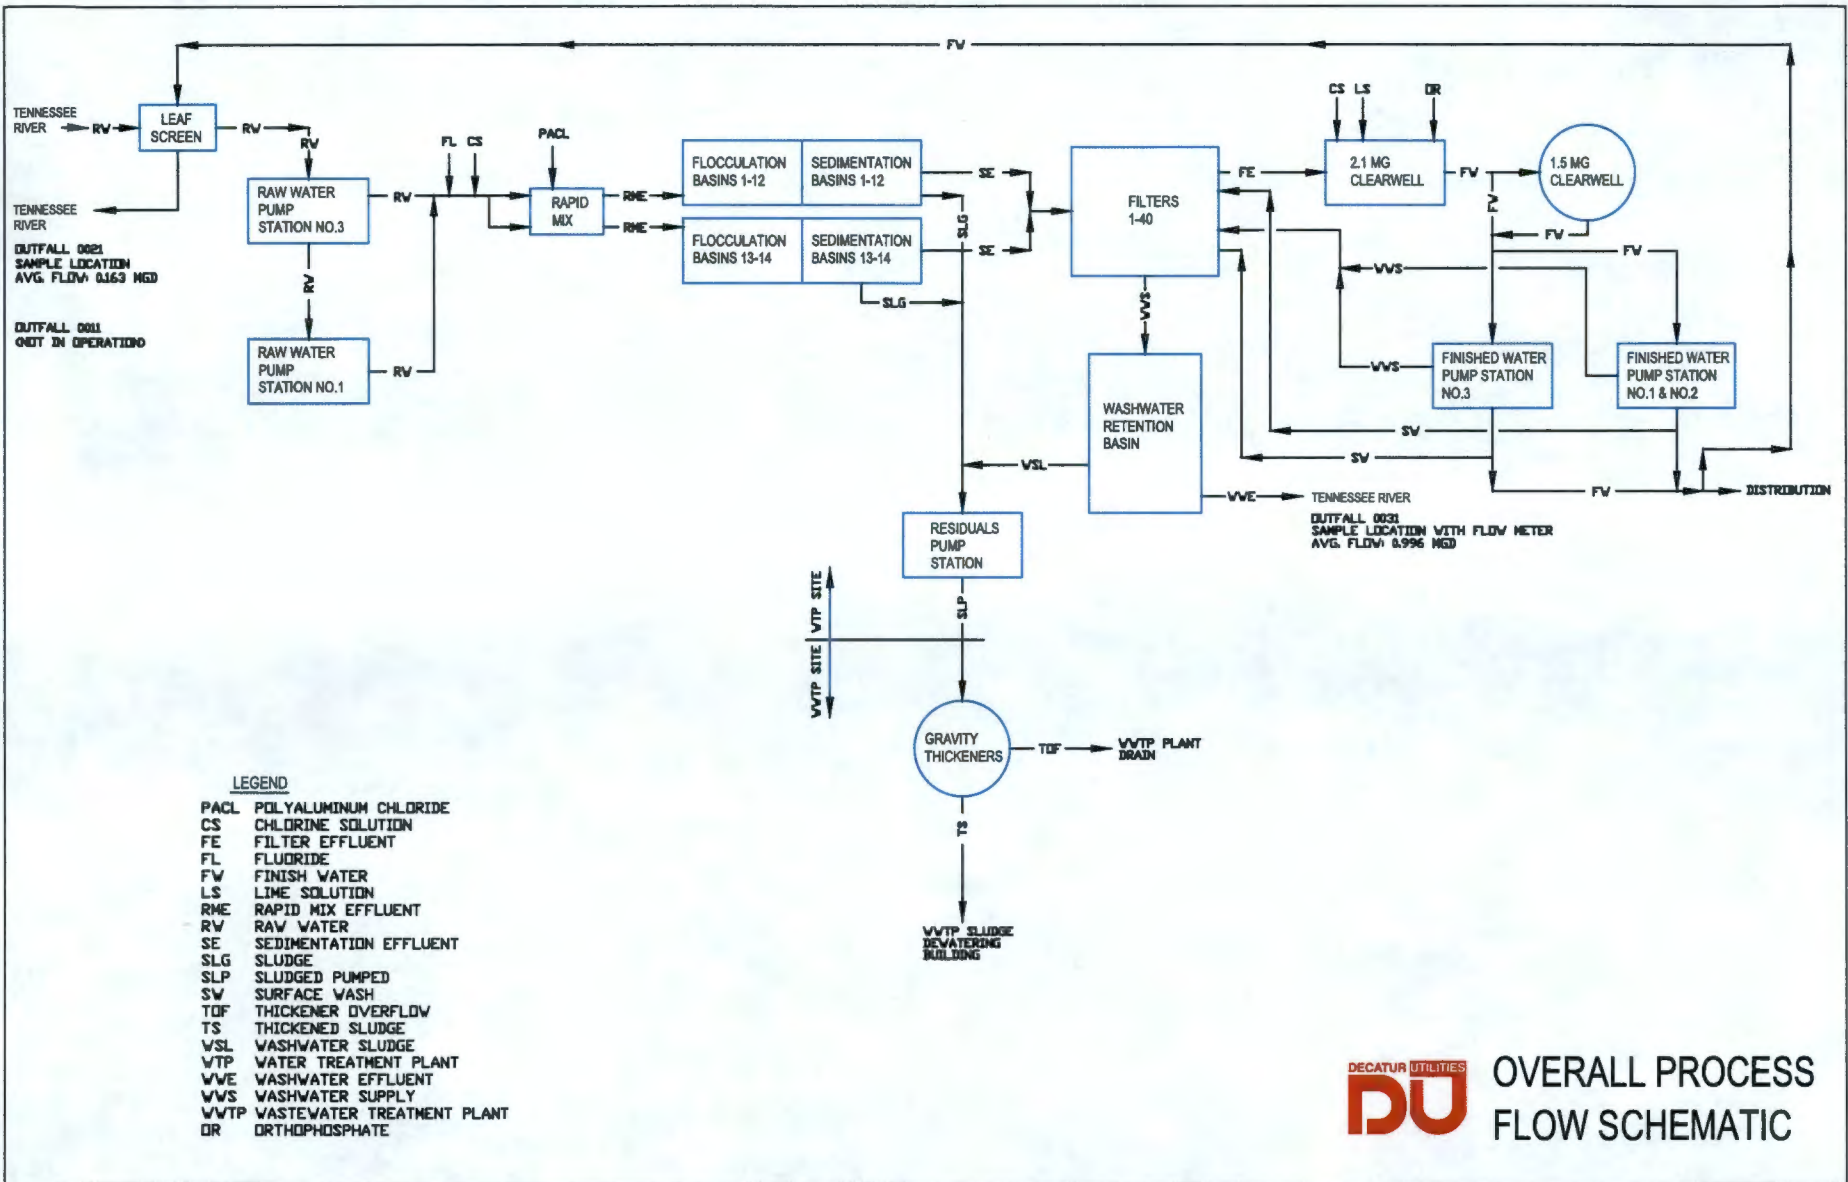 FW
TENNESSEE
RIVER
RW
LEAF
SCREEN
RW
RW
TENNESSEE
RIVER
OUTFALL 0021
SAMPLE LOCATION
AVG. FLOW: 0.163 MGD
OUTFALL 0011
(NOT IN OPERATION)
RAW WATER
PUMP
STATION NO.3
RW
RW
RAW WATER
PUMP
STATION NO.1
RW
FL CS
PACL
RAPID
MIX
RME
RME
FLOCCULATION
BASINS 1-12
SEDIMENTATION
BASINS 1-12
FLOCCULATION
BASINS 13-14
SEDIMENTATION
BASINS 13-14
SE
SLG
SE
SLG
FILTERS
1-40
FE
CS LS
OR
2.1 MG
CLEARWELL
FW
1.5 MG
CLEARWELL
FW
FW
FW
WWS
WWS
WWS
FINISHED WATER
PUMP STATION
NO.3
FINISHED WATER
PUMP STATION
NO.1 & NO.2
WASHWATER
RETENTION
BASIN
SW
SW
FW
DISTRIBUTION
WSL
WWE
TENNESSEE RIVER
OUTFALL 0031
SAMPLE LOCATION WITH FLOW METER
AVG. FLOW: 0.996 MGD
RESIDUALS
PUMP
STATION
SLP
WTP SITE
WWTP SITE
GRAVITY
THICKENERS
TOF
WWTP PLANT
DRAIN
TS
WWTP SLUDGE
DEWATERING
BUILDING
LEGEND
PACL POLYALUMINUM CHLORIDE
CS CHLORINE SOLUTION
FE FILTER EFFLUENT
FL FLUORIDE
FW FINISH WATER
LS LIME SOLUTION
RME RAPID MIX EFFLUENT
RW RAW WATER
SE SEDIMENTATION EFFLUENT
SLG SLUDGE
SLP SLUDGED PUMPED
SW SURFACE WASH
TOF THICKENER OVERFLOW
TS THICKENED SLUDGE
WSL WASHWATER SLUDGE
WTP WATER TREATMENT PLANT
WWE WASHWATER EFFLUENT
WWS WASHWATER SUPPLY
WWTP WASTEWATER TREATMENT PLANT
OR ORTHOPHOSPHATE
DECATUR UTILITIES
DU
OVERALL PROCESS
FLOW SCHEMATIC